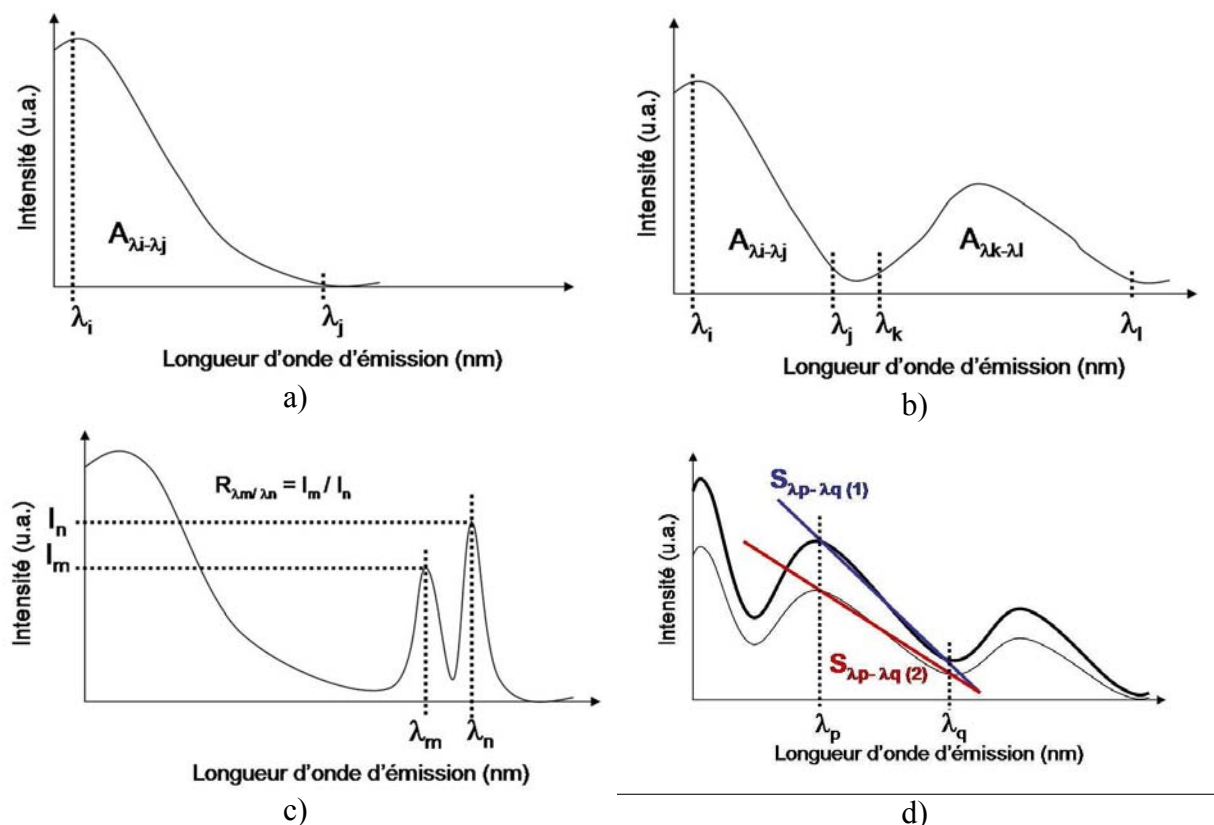 Intensité (u.a.)
A λi-λj
λi
λj
Longueur d'onde d'émission (nm)
a)
Intensité (u.a.)
A λi-λj
A λk-λl
λi
λj
λk
λl
Longueur d'onde d'émission (nm)
b)
Intensité (u.a.)
R λm/ λn = Im / In
In
Im
λm
λn
Longueur d'onde d'émission (nm)
c)
Intensité (u.a.)
S λp- λq (1)
S λp- λq (2)
λp
λq
Longueur d'onde d'émission (nm)
d)